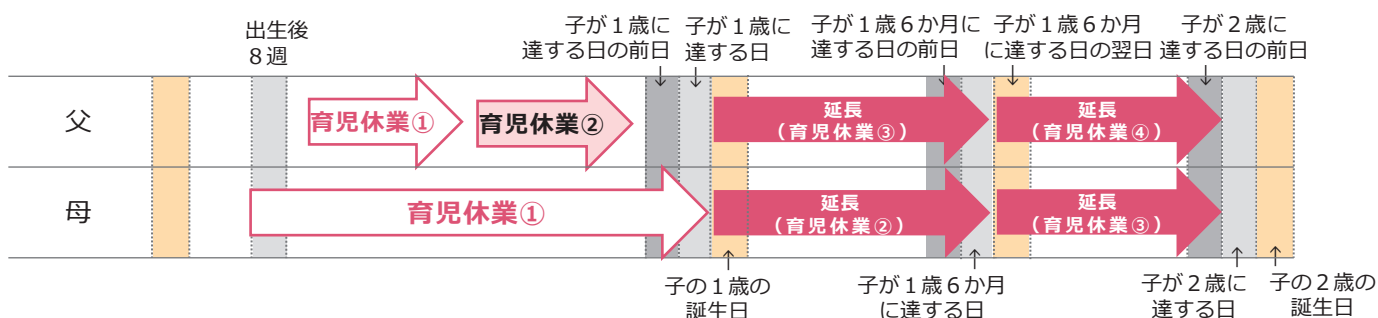 出生後
８週
子が１歳に
達する日の前日
子が１歳に
達する日
子が１歳６か月に
達する日の前日
子が１歳６か月
に達する日の翌日
子が２歳に
達する日の前日
父
育児休業①
育児休業②
延長
（育児休業③）
延長
（育児休業④）
母
育児休業①
延長
（育児休業②）
延長
（育児休業③）
子の１歳の
誕生日
子が１歳６か月
に達する日
子が２歳に
達する日
子の２歳の
誕生日